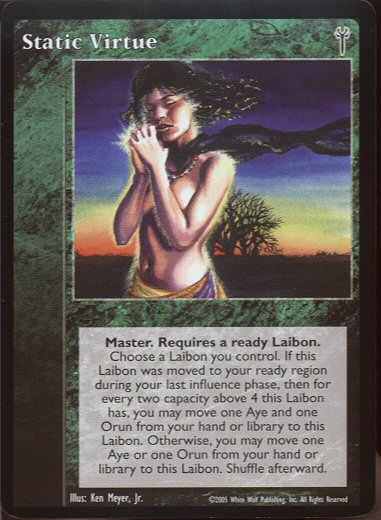 Static Virtue
Master. Requires a ready Laibon.
Choose a Laibon you control. If this
Laibon was moved to your ready region
during your last influence phase, then for
every two capacity above 4 this Laibon
has, you may move one Aye and one
Orun from your hand or library to this
Laibon. Otherwise, you may move one
Aye or one Orun from your hand or
library to this Laibon. Shuffle afterward.
Illus: Ken Meyer, Jr.
©2005 White Wolf Publishing, Inc. All Rights Reserved